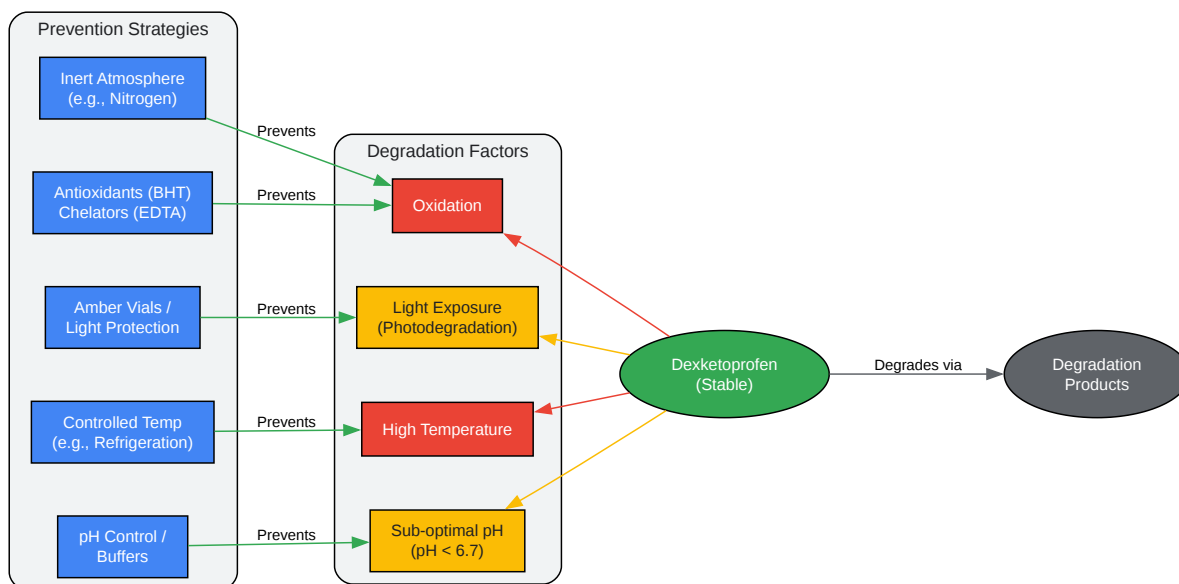 Prevention Strategies
Inert Atmosphere
(e.g., Nitrogen)
Antioxidants (BHT)
Chelators (EDTA)
Amber Vials /
Light Protection
Controlled Temp
(e.g., Refrigeration)
pH Control /
Buffers
Prevents
Prevents
Prevents
Prevents
Prevents
Degradation Factors
Oxidation
Light Exposure
(Photodegradation)
High Temperature
Sub-optimal pH
(pH < 6.7)
Dexketoprofen
(Stable)
Degrades via
Degradation
Products